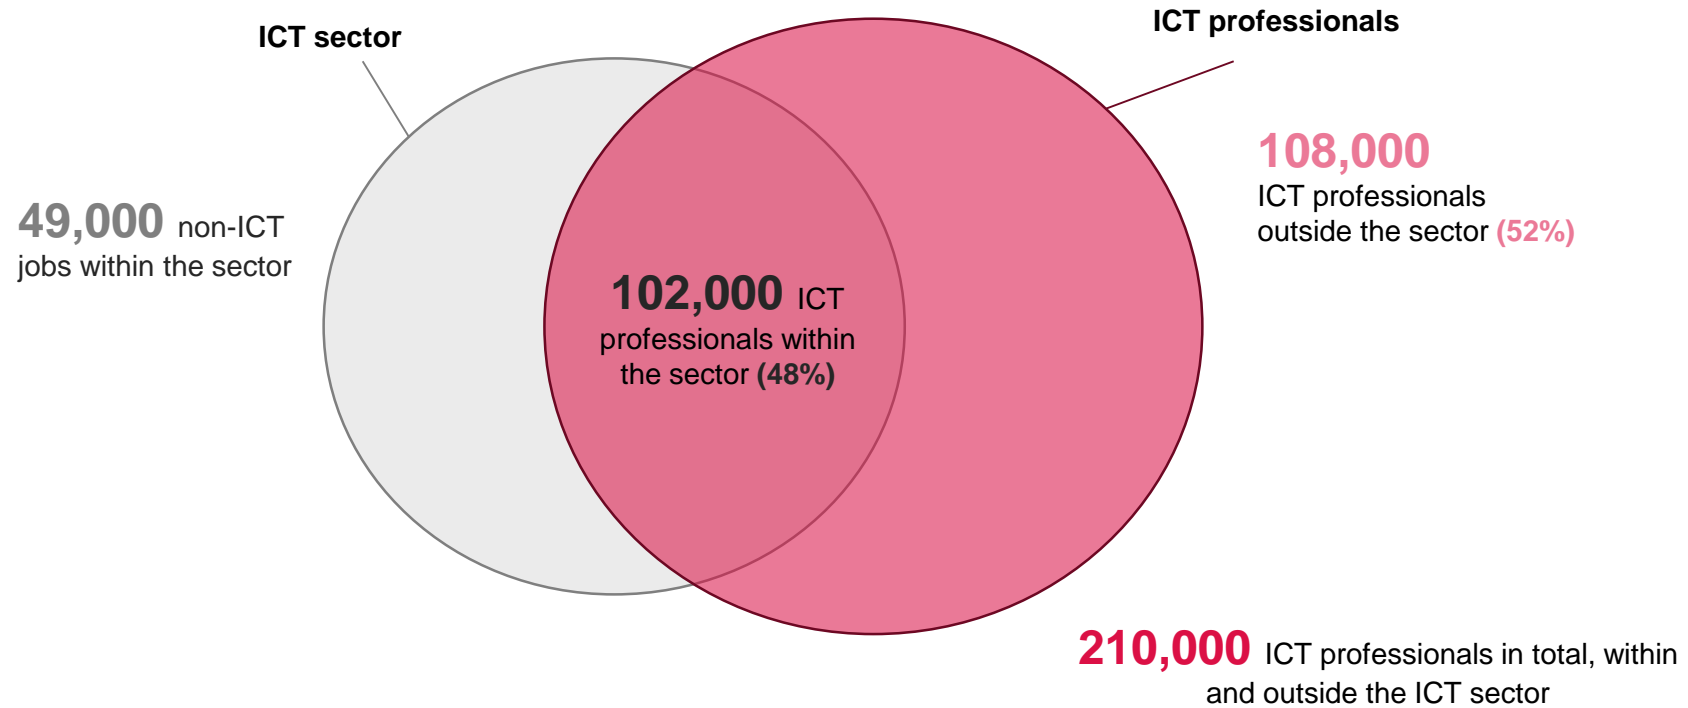 ICT sector
ICT professionals
49,000 non-ICT
jobs within the sector
102,000 ICT
professionals within
the sector (48%)
108,000
ICT professionals
outside the sector (52%)
210,000 ICT professionals in total, within
and outside the ICT sector